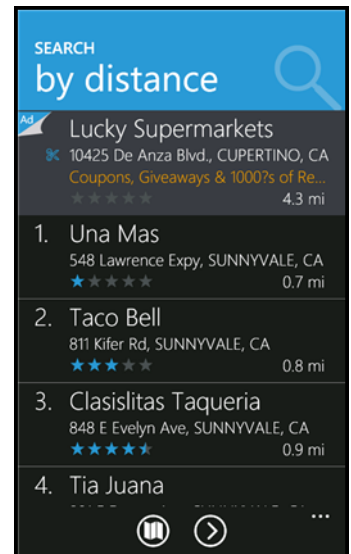 SEARCH
by distance
Ad
Lucky Supermarkets
10425 De Anza Blvd., CUPERTINO, CA
Coupons, Giveaways & 1000?s of Re...
4.3 mi
1. Una Mas
548 Lawrence Expy, SUNNYVALE, CA
0.7 mi
2. Taco Bell
811 Kifer Rd, SUNNYVALE, CA
0.8 mi
3. Clasislitas Taqueria
848 E Evelyn Ave, SUNNYVALE, CA
0.9 mi
4. Tia Juana
...